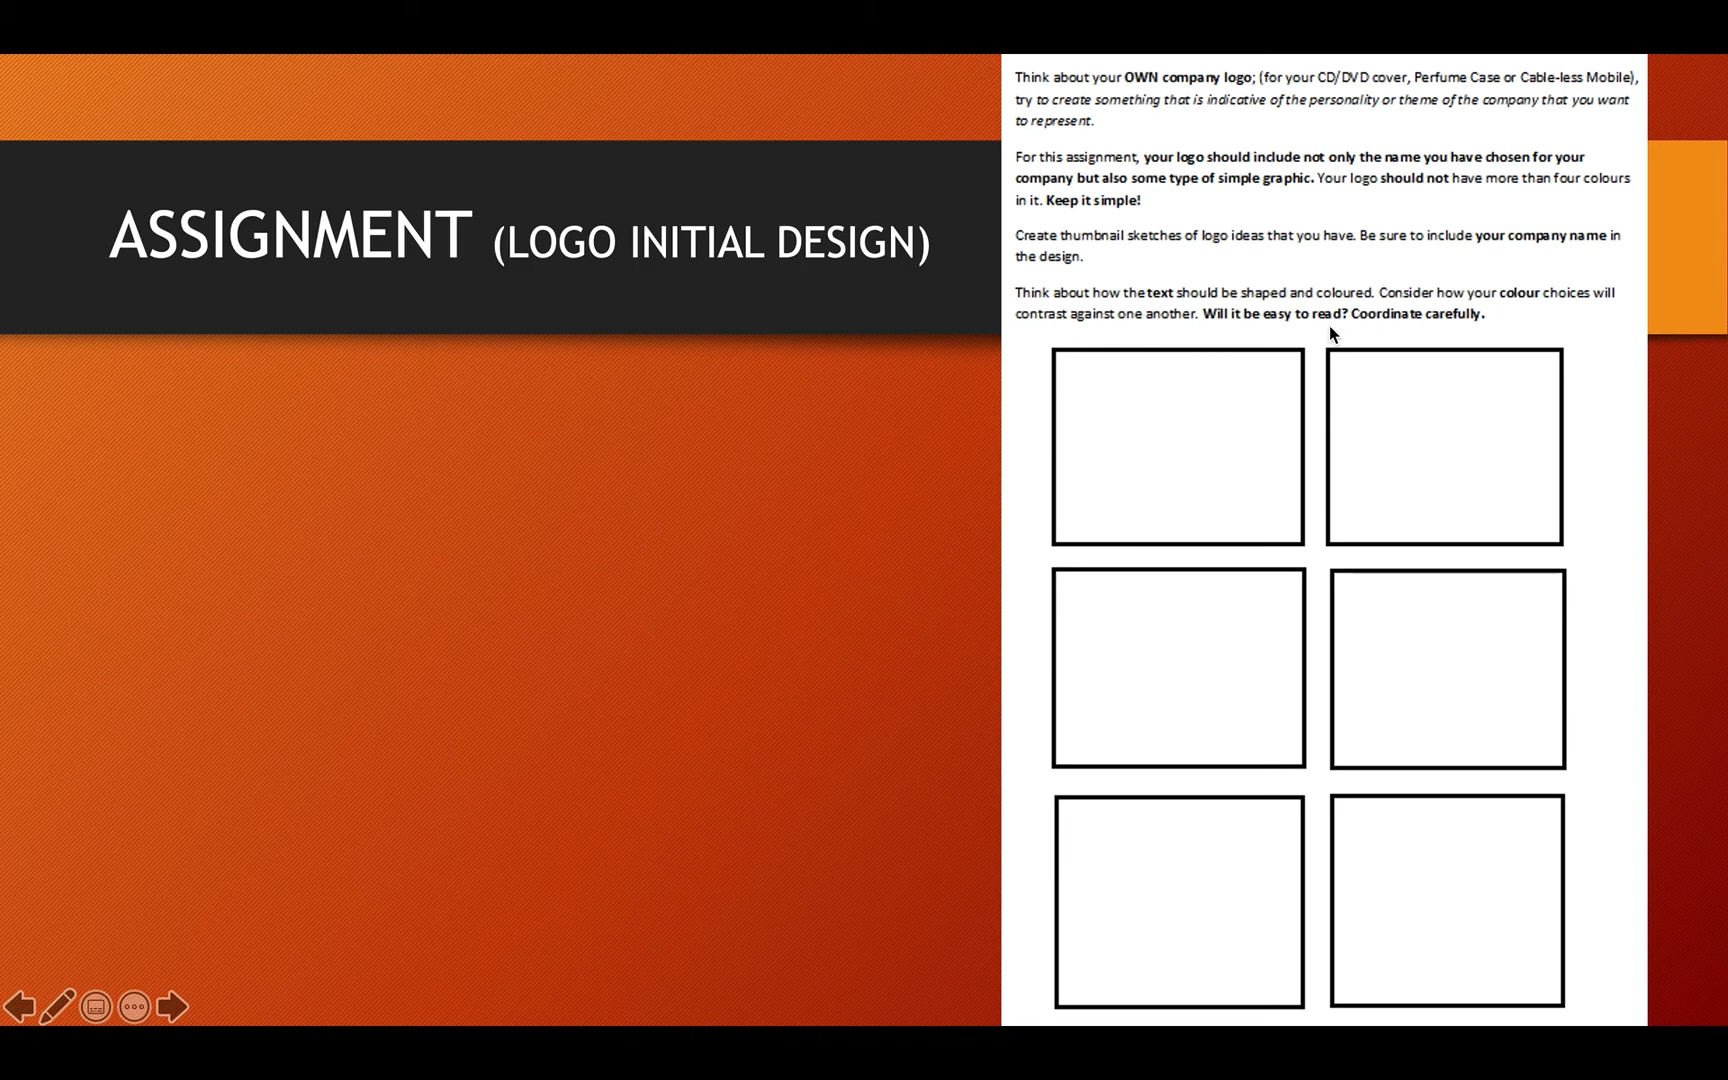 ASSIGNMENT (LOGO INITIAL DESIGN)
Think about your OWN company logo; (for your CD/DVD cover, Perfume Case or Cable-less Mobile),
try to create something that is indicative of the personality or theme of the company that you want
to represent.
For this assignment, your logo should include not only the name you have chosen for your
company but also some type of simple graphic. Your logo should not have more than four colours
in it. Keep it simple!
Create thumbnail sketches of logo ideas that you have. Be sure to include your company name in
the design.
Think about how the text should be shaped and coloured. Consider how your colour choices will
contrast against one another. Will it be easy to read? Coordinate carefully.